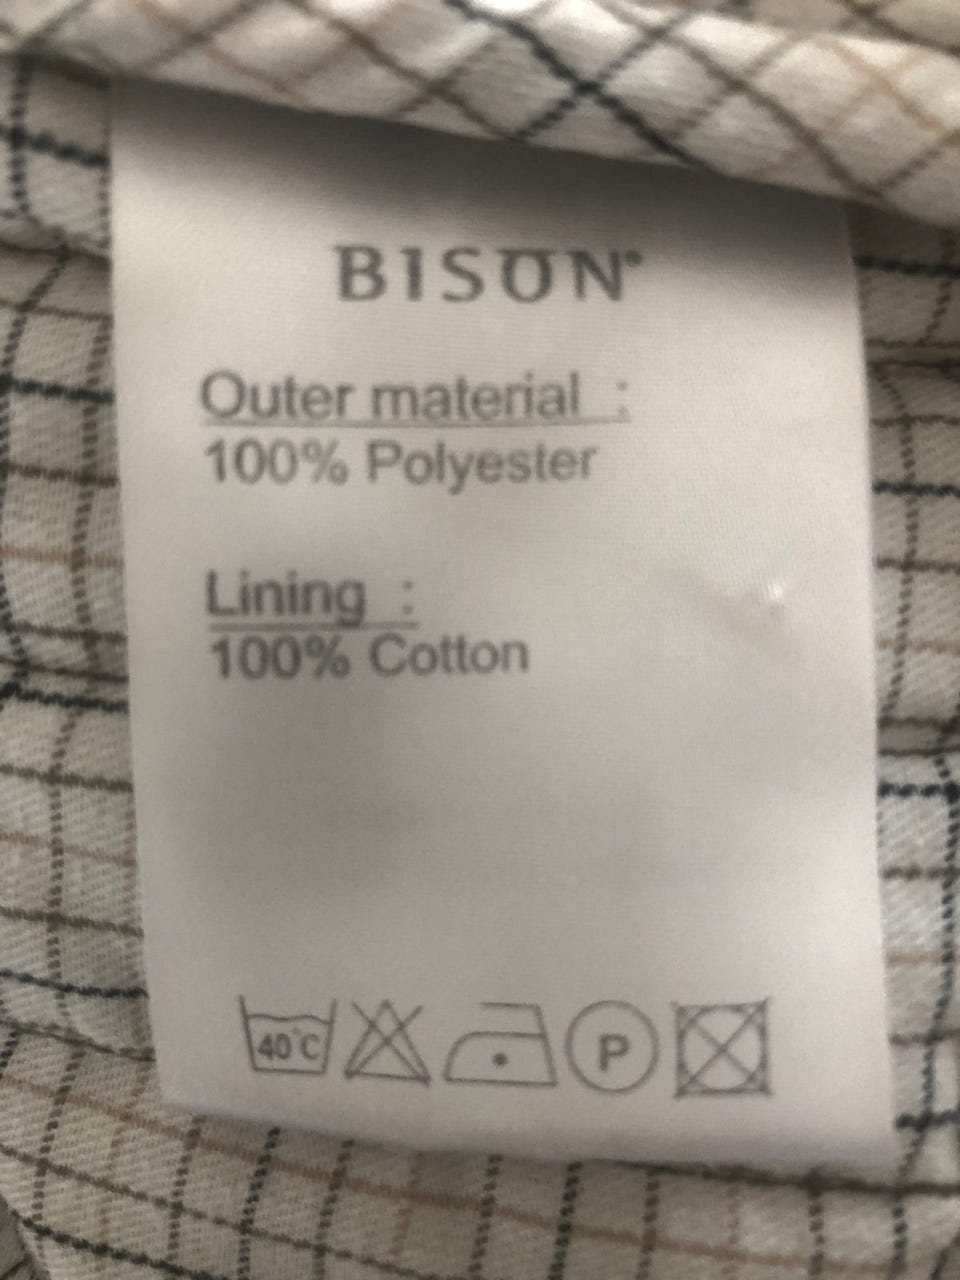 BISON
Outer material :
100% Polyester
Lining :
100% Cotton
40°C P